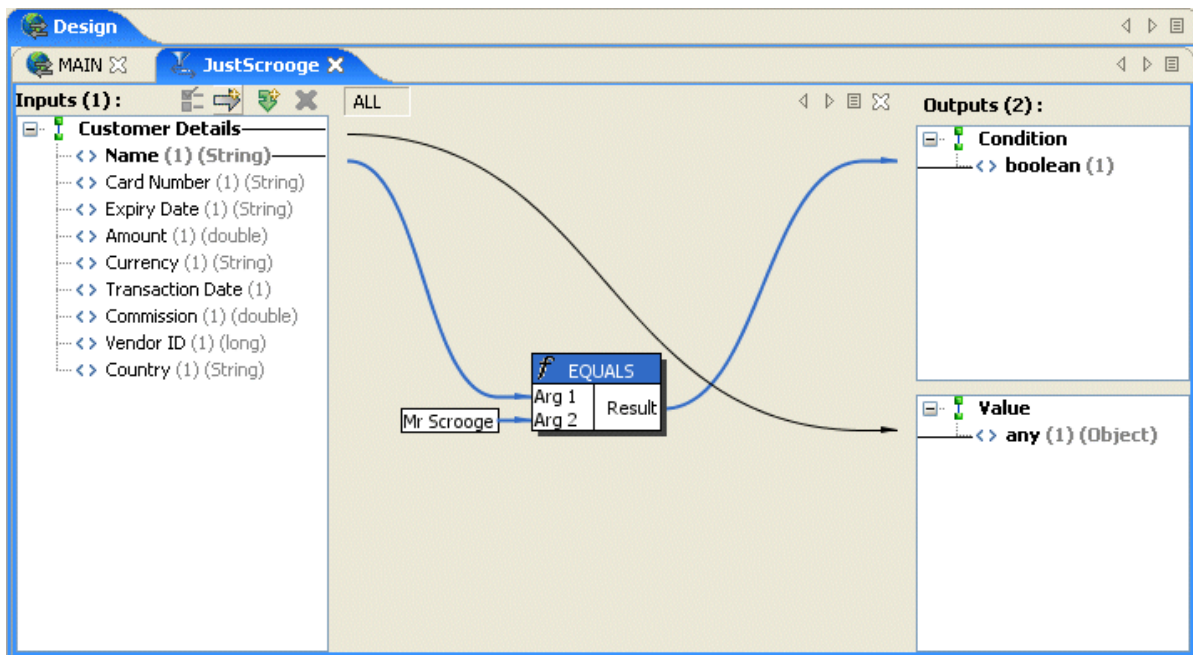 Design
MAIN
JustScrooge
Inputs (1) :
ALL
Outputs (2) :
Customer Details
Name (1) (String)
Card Number (1) (String)
Expiry Date (1) (String)
Amount (1) (double)
Currency (1) (String)
Transaction Date (1)
Commission (1) (double)
Vendor ID (1) (long)
Country (1) (String)
f EQUALS
Arg 1
Arg 2
Result
Mr Scrooge
Condition
boolean (1)
Value
any (1) (Object)